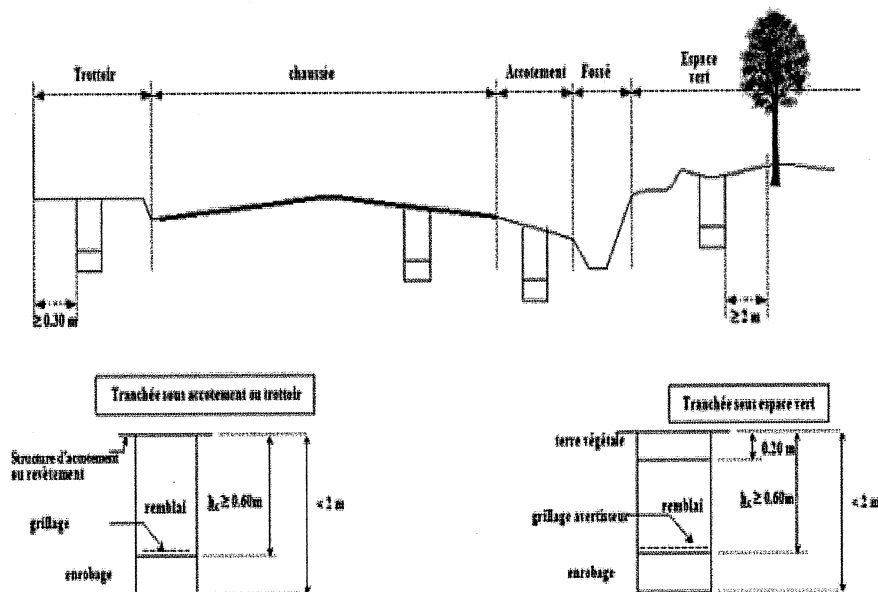 Trottoir
chaussée
Accotement
Fossé
Espace
vert
≥0.30 m
≥2 m
Tranchée sous accotement ou trottoir
Structure d'accotement
ou revêtement
remblai
grillage
enrobage
hc ≥ 0.60m
< 2 m
Tranchée sous espace vert
terre végétale
0.20 m
remblai
grillage avertisseur
enrobage
hc ≥ 0.60m
< 2 m